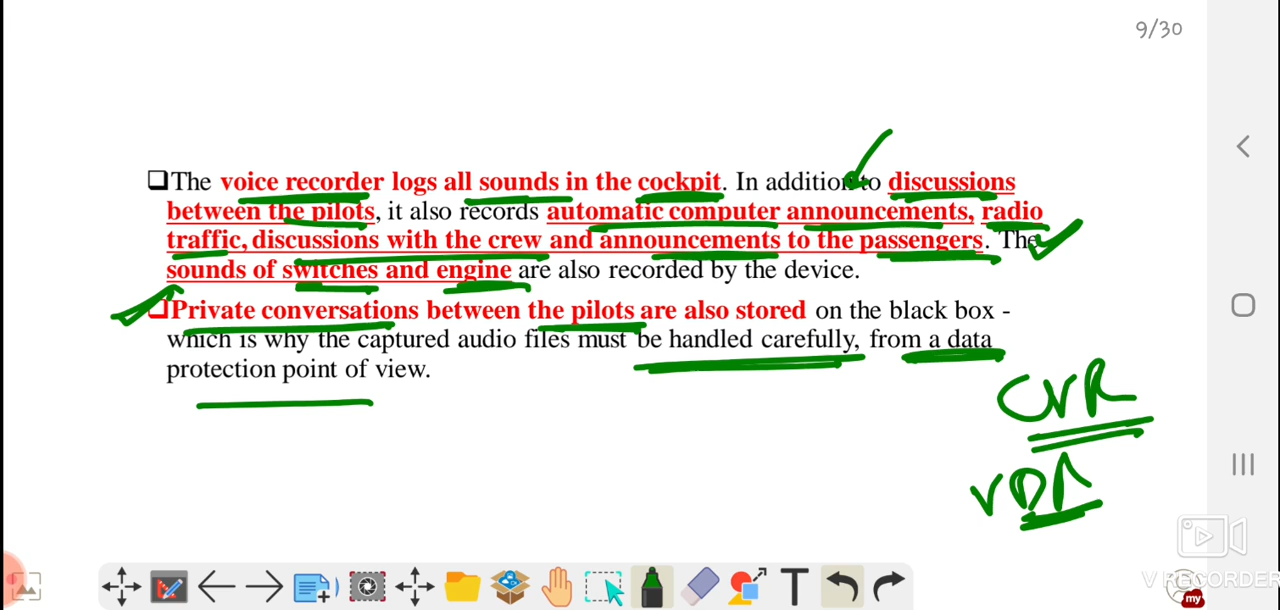 9/30
❑The voice recorder logs all sounds in the cockpit. In addition to discussions
between the pilots, it also records automatic computer announcements, radio
traffic, discussions with the crew and announcements to the passengers. The
sounds of switches and engine are also recorded by the device.
❑Private conversations between the pilots are also stored on the black box -
which is why the captured audio files must be handled carefully, from a data
protection point of view.
CVR
V RECORDER
my